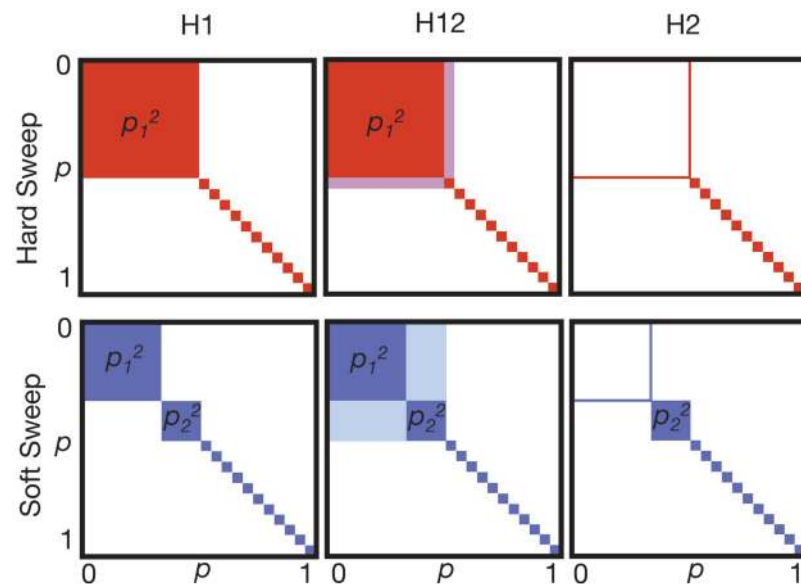 H1 H12 H2
Hard Sweep
0
p
1
p₁²
p₁²
Soft Sweep
0
p
1
p₁²
p₂²
p₁²
p₂²
p₂²
0 p 1 0 p 1 0 p 1